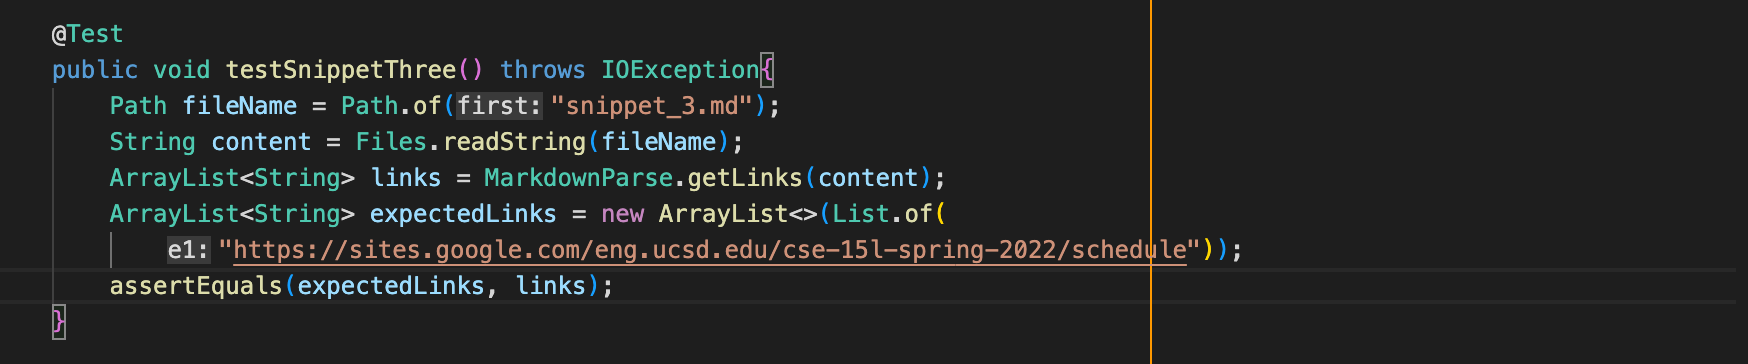 @Test
public void testSnippetThree() throws IOException{
Path fileName = Path.of(first: "snippet_3.md");
String content = Files.readString(fileName);
ArrayList<String> links = MarkdownParse.getLinks(content);
ArrayList<String> expectedLinks = new ArrayList<>(List.of(
e1: "https://sites.google.com/eng.ucsd.edu/cse-15l-spring-2022/schedule"));
assertEquals(expectedLinks, links);
}